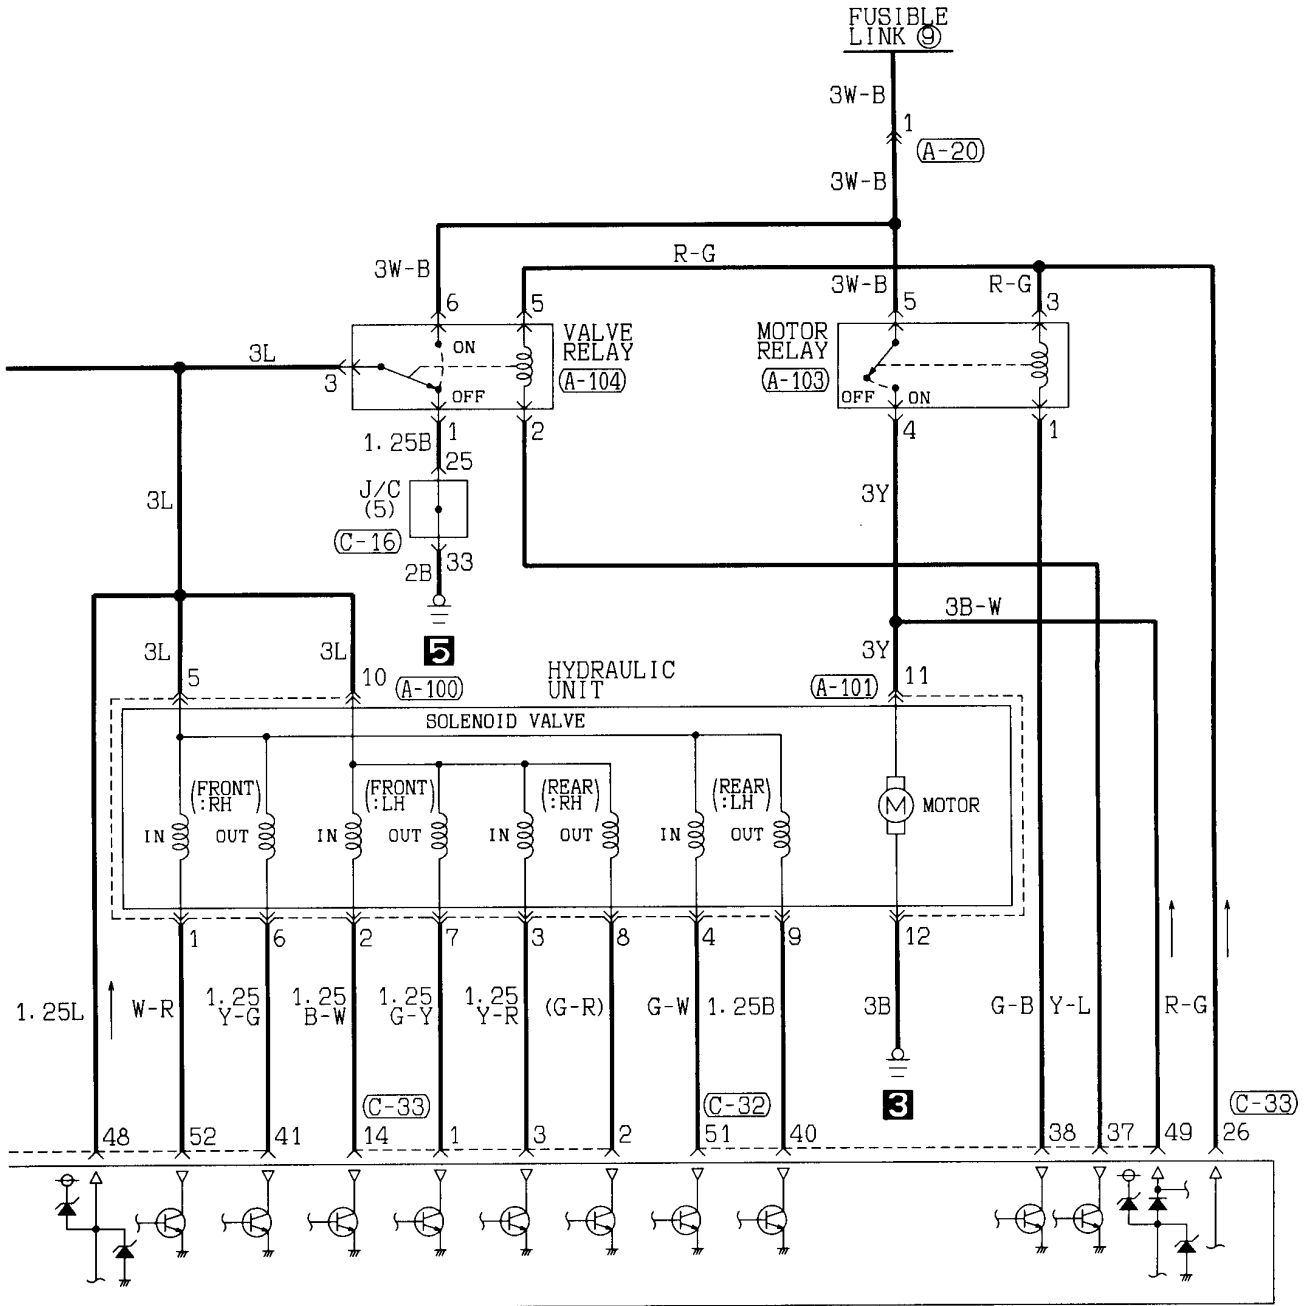 FUSIBLE
LINK ⑨
3W-B
1
A-20
3W-B
R-G
3W-B
3W-B
R-G
6
5
5
3
VALVE
RELAY
A-104
MOTOR
RELAY
A-103
3L
3
ON
OFF
OFF
ON
1
2
4
1
1.25B
25
J/C
(5)
C-16
33
2B
5
3L
3Y
3B-W
3L
3L
3Y
5
10
A-100
HYDRAULIC
UNIT
A-101
11
SOLENOID VALVE
(FRONT
:RH)
(FRONT
:LH)
(REAR
:RH)
(REAR
:LH)
IN
OUT
IN
OUT
IN
OUT
IN
OUT
M
MOTOR
1
6
2
7
3
8
4
9
12
1.25L
W-R
1.25
Y-G
1.25
B-W
1.25
G-Y
1.25
Y-R
(G-R)
G-W
1.25B
3B
G-B
Y-L
R-G
3
C-33
C-32
C-33
48
52
41
14
1
3
2
51
40
38
37
49
26